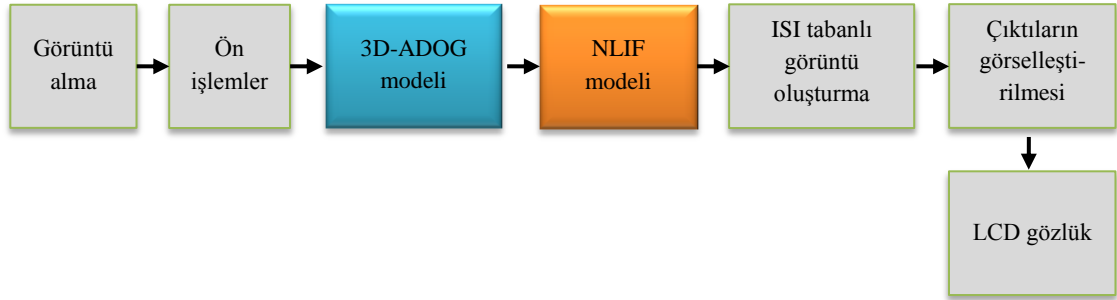 Görüntü
alma
Ön
işlemler
3D-ADOG
modeli
NLIF
modeli
ISI tabanlı
görüntü
oluşturma
Çıktıların
görselleşti-
rilmesi
LCD gözlük